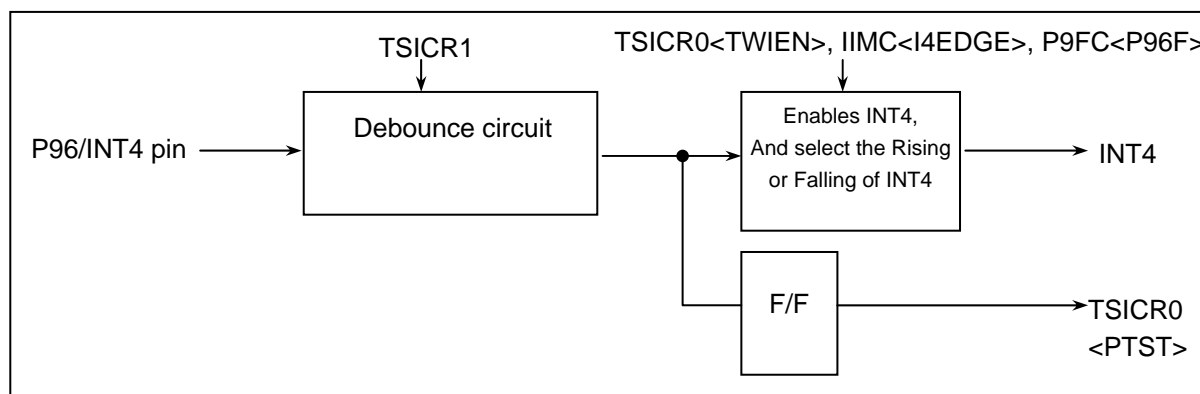 TSICR1
TSICR0<TWIEN>, IIMC<I4EDGE>, P9FC<P96F>
P96/INT4 pin
Debounce circuit
Enables INT4,
And select the Rising
or Falling of INT4
INT4
F/F
TSICR0
<PTST>